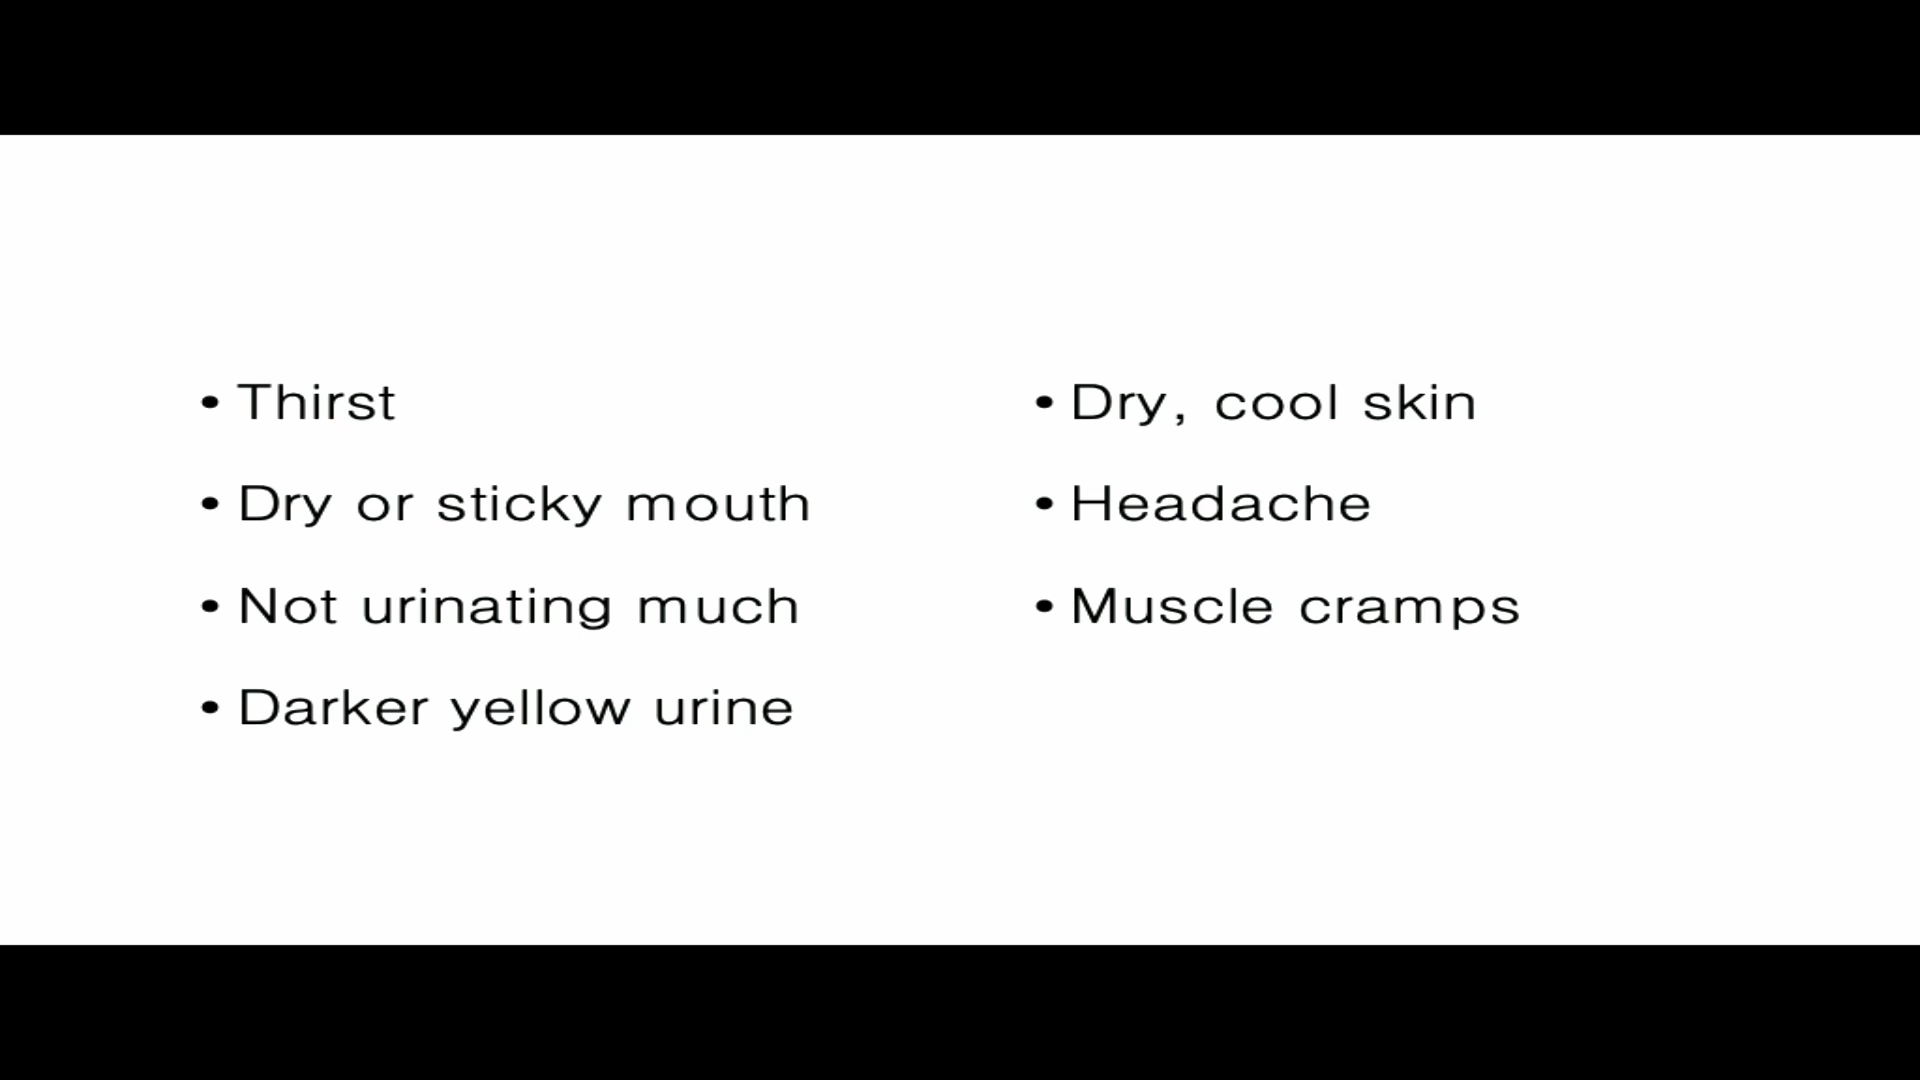 • Thirst
• Dry or sticky mouth
• Not urinating much
• Darker yellow urine
• Dry, cool skin
• Headache
• Muscle cramps